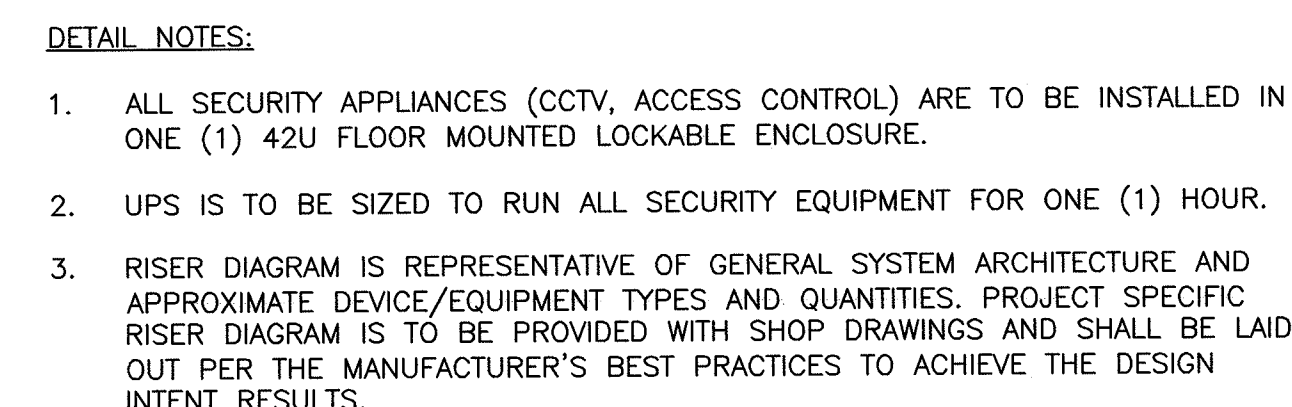 DETAIL NOTES:
1. ALL SECURITY APPLIANCES (CCTV, ACCESS CONTROL) ARE TO BE INSTALLED IN
ONE (1) 42U FLOOR MOUNTED LOCKABLE ENCLOSURE.
2. UPS IS TO BE SIZED TO RUN ALL SECURITY EQUIPMENT FOR ONE (1) HOUR.
3. RISER DIAGRAM IS REPRESENTATIVE OF GENERAL SYSTEM ARCHITECTURE AND
APPROXIMATE DEVICE/EQUIPMENT TYPES AND QUANTITIES. PROJECT SPECIFIC
RISER DIAGRAM IS TO BE PROVIDED WITH SHOP DRAWINGS AND SHALL BE LAID
OUT PER THE MANUFACTURER'S BEST PRACTICES TO ACHIEVE THE DESIGN
INTENT RESULTS.